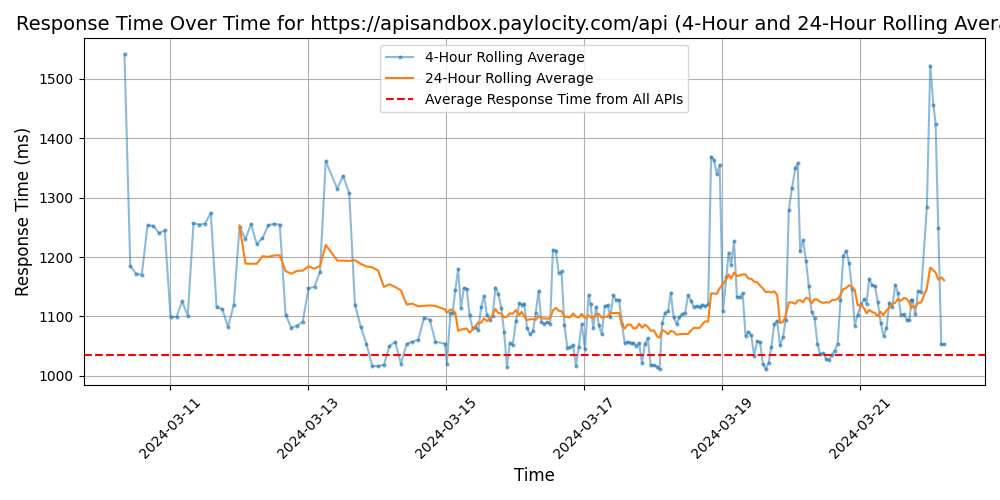 Response Time Over Time for https://apisandbox.paylocity.com/api (4-Hour and 24-Hour Rolling Avera
4-Hour Rolling Average
24-Hour Rolling Average
Average Response Time from All APIs
Response Time (ms)
1500
1400
1300
1200
1100
1000
2024-03-11
2024-03-13
2024-03-15
2024-03-17
2024-03-19
2024-03-21
Time